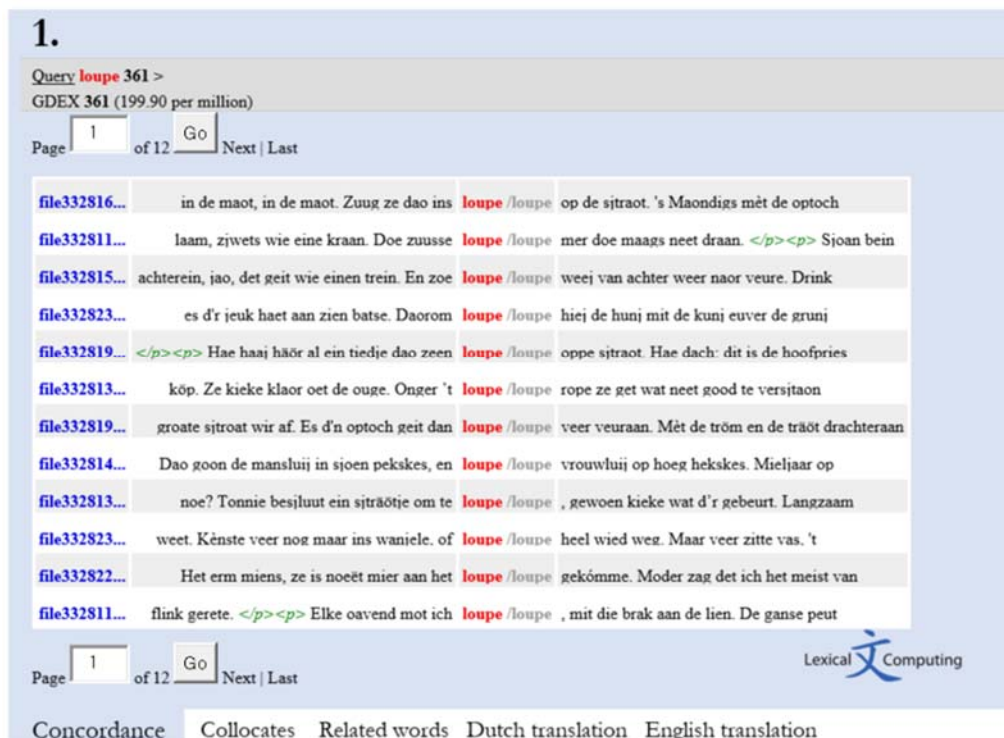 1.
Query loupe 361 >
GDEX 361 (199.90 per million)
Page 1 of 12 Go Next | Last
file332816... in de maot, in de maot. Zuug ze dao ins loupe /loupe op de sjtraot. 's Maondigs mèt de optoch
file332811... laam, zjwets wie eine kraan. Doe zuusse loupe /loupe mer doe maags neet draan. </p><p> Sjoan bein
file332815... achterein, jao, det geit wie einen trein. En zoe loupe /loupe weej van achter weer naor veure. Drink
file332823... es d'r jeuk haet aan zien batse. Daorom loupe /loupe hiej de hunj mit de kunj euver de grunj
file332819... </p><p> Hae haaj häör al ein tiedje dao zeen loupe /loupe oppe sjtraot. Hae dach: dit is de hoofpries
file332813... köp. Ze kieke klaor oet de ouge. Onger 't loupe /loupe rope ze get wat neet good te versjtaon
file332819... groate sjtroat wir af. Es d'n optoch geit dan loupe /loupe veer veuraan. Mèt de tröm en de träöt drachteraan
file332814... Dao goon de mansluij in sjoen pekskes, en loupe /loupe vrouwluij op hoeg hekskes. Mieljaar op
file332813... noe? Tonnie besjluut ein sjträötje om te loupe /loupe , gewoen kieke wat d'r gebeurt. Langzaam
file332823... weet. Kènste veer nog maar ins wanjele, of loupe /loupe heel wied weg. Maar veer zitte vas, 't
file332822... Het erm miens, ze is noeët mier aan het loupe /loupe gekómme. Moder zag det ich het meist van
file332811... flink gerete. </p><p> Elke oavend mot ich loupe /loupe , mit die brak aan de lien. De ganse peut
Page 1 of 12 Go Next | Last
Lexical 文 Computing
Concordance Collocates Related words Dutch translation English translation